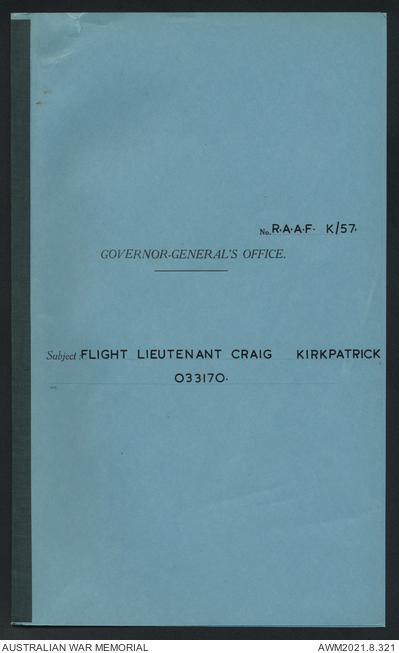 No. R.A.A.F. K/57.
GOVERNOR-GENERAL'S OFFICE.
Subject: FLIGHT LIEUTENANT CRAIG KIRKPATRICK
033170.
AUSTRALIAN WAR MEMORIAL AWM2021.8.321